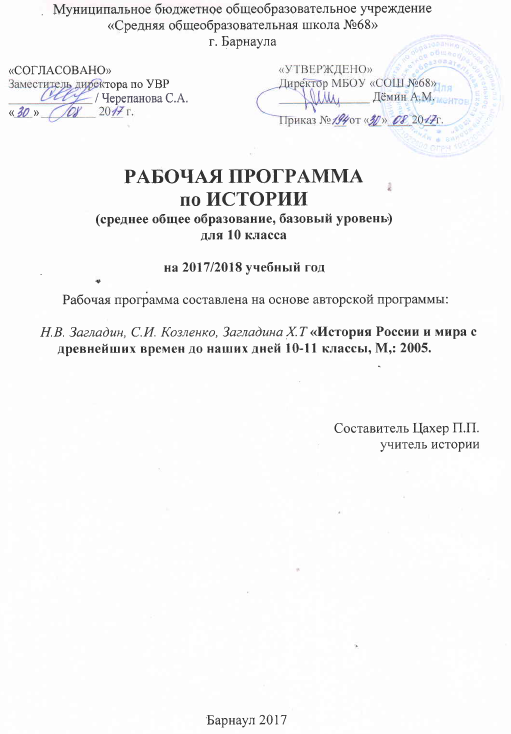 Муниципальное бюджетное общеобразовательное учреждение
«Средняя общеобразовательная школа №68»
г. Барнаула
«СОГЛАСОВАНО»
Заместитель директора по УВР
/ Черепанова С.А.
«30» 08 2017 г.
«УТВЕРЖДЕНО»
Директор МБОУ «СОШ №68»
Дёмин А.М.
Приказ № 194 от «30» 08 2017г.
Для документов
РАБОЧАЯ ПРОГРАММА
по ИСТОРИИ
(среднее общее образование, базовый уровень)
для 10 класса
на 2017/2018 учебный год
Рабочая программа составлена на основе авторской программы:
Н.В. Загладин, С.И. Козленко, Загладина Х.Т «История России и мира с
древнейших времен до наших дней 10-11 классы, М,: 2005.
Составитель Цахер П.П.
учитель истории
Барнаул 2017